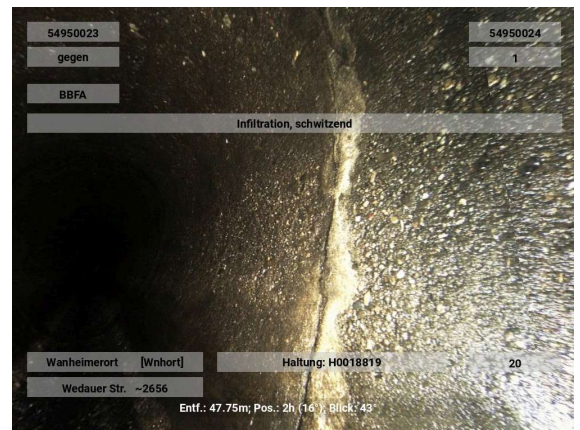 54950023 54950024
gegen 1
BBFA
Infiltration, schwitzend
Wanheimerort [Wnhort] Haltung: H0018819 20
Wedauer Str. ~2656
Entf.: 47.75m; Pos.: 2h (16°); Blick: 43°